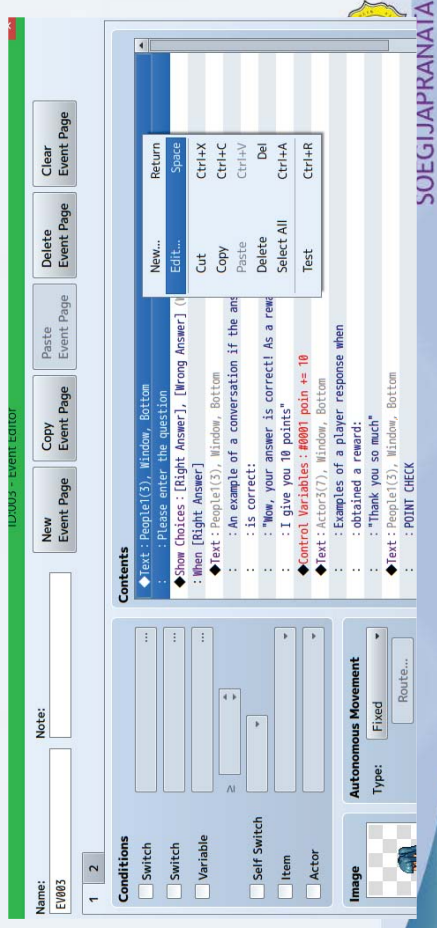 ID:003 - Event Editor
Name:
EV003
Note:
New
Event Page
Copy
Event Page
Paste
Event Page
Delete
Event Page
Clear
Event Page
1 2
Conditions
Switch ...
Switch ...
Variable ...
≥
Self Switch
Item
Actor
Image
Autonomous Movement
Type: Fixed
Route...
Contents
◆Text : People1(3), Window, Bottom
: : Please enter the question
◆Show Choices : [Right Answer], [Wrong Answer]
: When [Right Answer]
◆Text : People1(3), Window, Bottom
: : An example of a conversation if the ans
: : is correct:
: : "Wow, your answer is correct! As a rewa
: : I give you 10 points"
◆Control Variables : #0001 poin += 10
◆Text : Actor3(7), Window, Bottom
: : Examples of a player response when
: : obtained a reward:
: : "Thank you so much"
◆Text : People1(3), Window, Bottom
: : POINT CHECK
New... Return
Edit... Space
Cut Ctrl+X
Copy Ctrl+C
Paste Ctrl+V
Delete Del
Select All Ctrl+A
Test Ctrl+R
SOEGIJAPRANATA